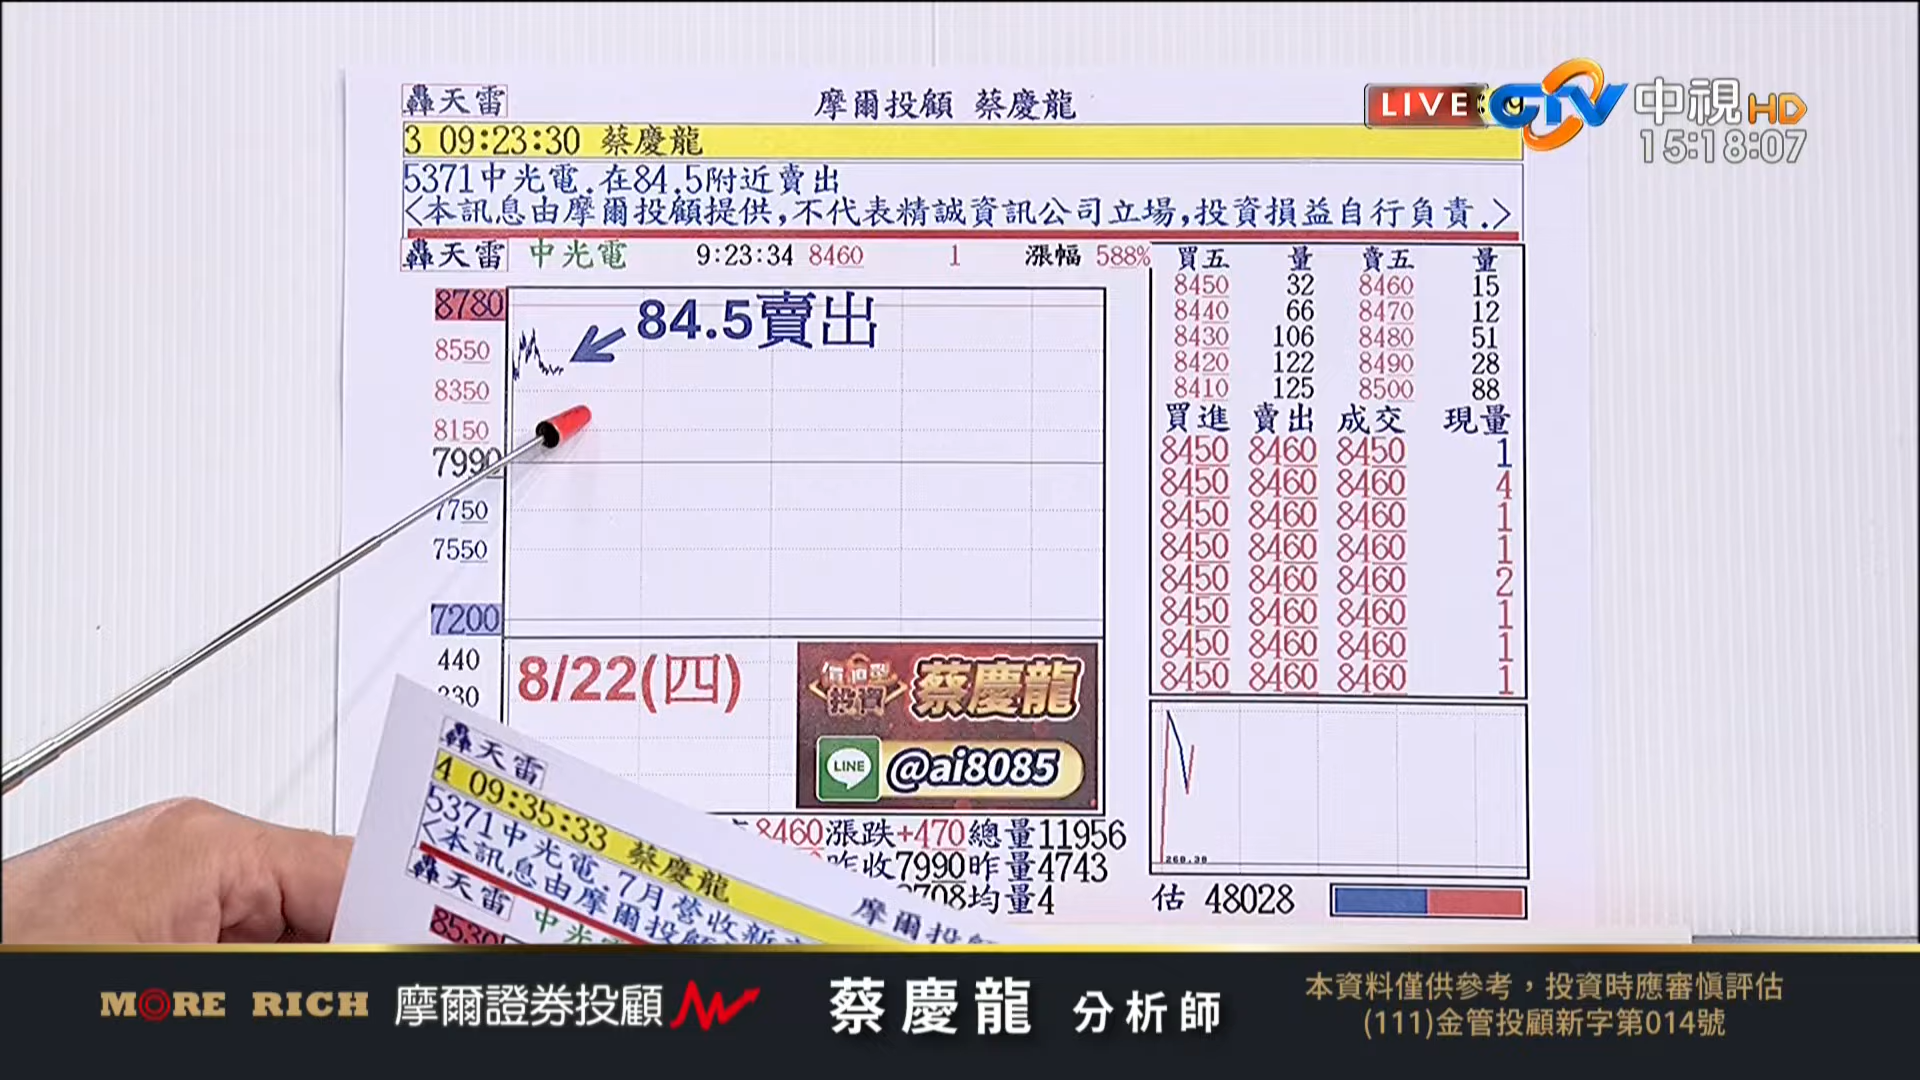 轟天雷 摩爾投顧 蔡慶龍
LIVE CTV 中視HD
15:18:07
3 09:23:30 蔡慶龍
5371中光電.在84.5附近賣出
<本訊息由摩爾投顧提供,不代表精誠資訊公司立場,投資損益自行負責.>
轟天雷 中光電 9:23:34 8460 1 漲幅 588%
買五 量 賣五 量
8450 32 8460 15
8440 66 8470 12
8430 106 8480 51
8420 122 8490 28
8410 125 8500 88
買進 賣出 成交 現量
8450 8460 8450 1
8450 8460 8460 4
8450 8460 8460 1
8450 8460 8460 1
8450 8460 8460 2
8450 8460 8460 1
8450 8460 8460 1
8450 8460 8460 1
8780
84.5賣出
8550
8350
8150
7990
7750
7550
7200
440
8/22(四)
投資 蔡慶龍
LINE @ai8085
8460漲跌+470總量11956
昨收7990昨量4743
均量4
估 48028
轟天雷
4 09:35:33 蔡慶龍
5371中光電.7月營收新
<本訊息由摩爾投顧
轟天雷 中光電
8530
摩爾投
MORE RICH 摩爾證券投顧 蔡慶龍 分析師
本資料僅供參考，投資時應審慎評估
(111)金管投顧新字第014號